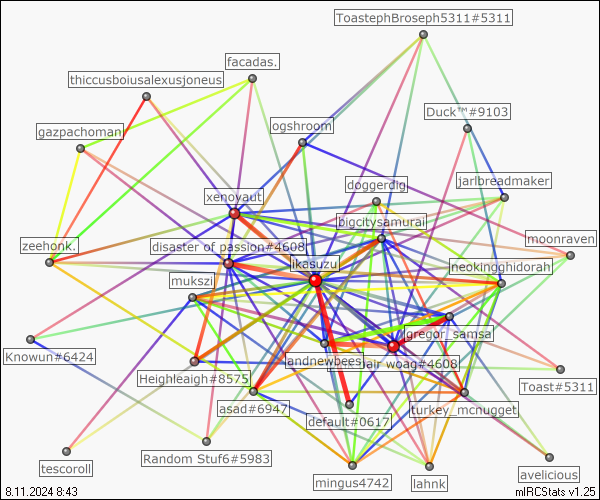 ToastephBroseph5311#5311
facadas.
thiccusboiusalexusjoneus
Duck™#9103
ogshroom
gazpachoman
doggerdig
jarlbreadmaker
xenovaut
bigcitysamurai
moonraven
zeehonk.
disaster of passion#4608
ikasuzu
neokingghidorah
mukszi
gregor_samsa
Knowun#6424
andnewbees
air woag#4608
Heighleaigh#8575
Toast#5311
asad#6947
turkey_mcnugget
default#0617
tescoroll
Random Stuf6#5983
avelicious
mingus4742
lahnk
8.11.2024 8:43
mIRCStats v1.25